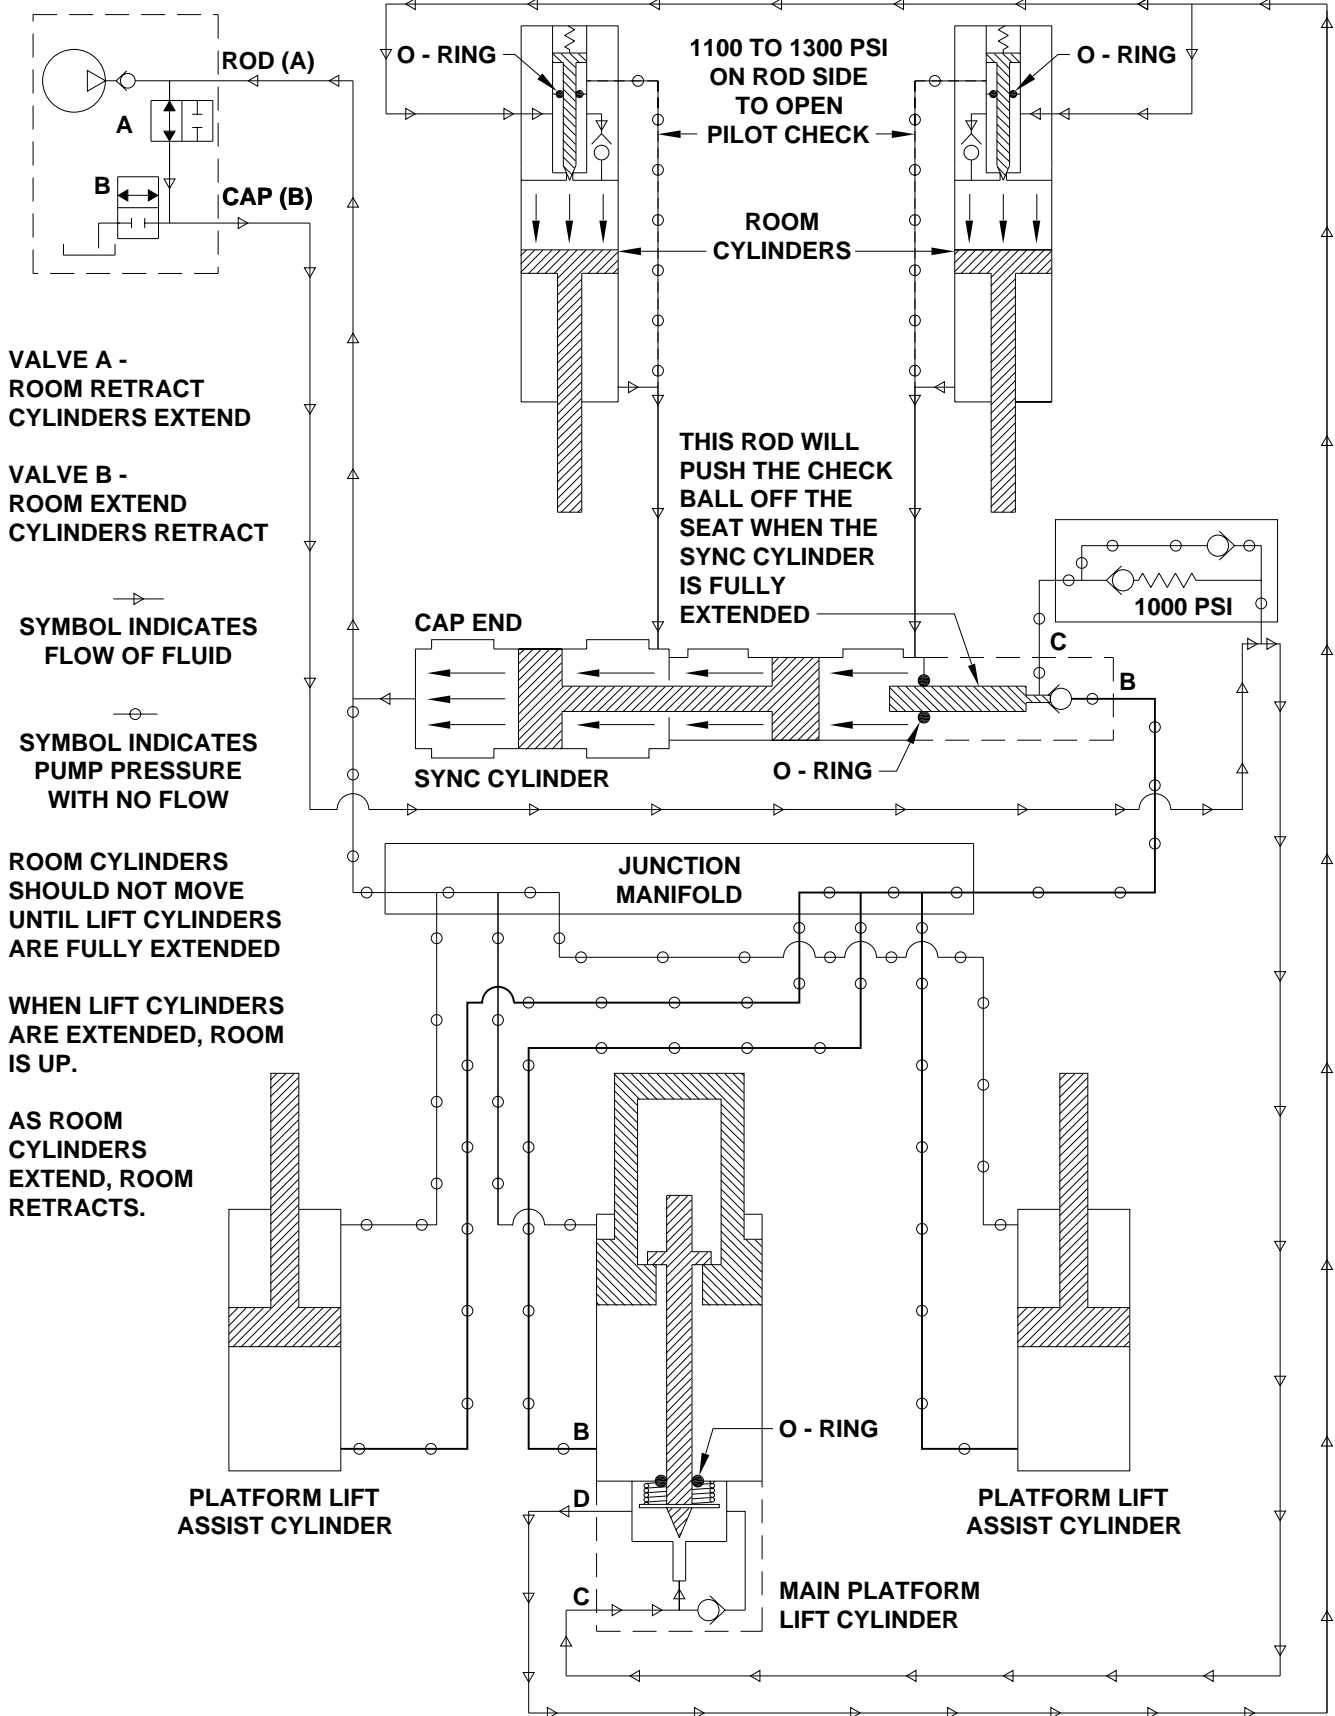 ROD (A)
A
B
CAP (B)
O - RING
1100 TO 1300 PSI
ON ROD SIDE
TO OPEN
PILOT CHECK
O - RING
ROOM
CYLINDERS
VALVE A -
ROOM RETRACT
CYLINDERS EXTEND
VALVE B -
ROOM EXTEND
CYLINDERS RETRACT
SYMBOL INDICATES
FLOW OF FLUID
SYMBOL INDICATES
PUMP PRESSURE
WITH NO FLOW
THIS ROD WILL
PUSH THE CHECK
BALL OFF THE
SEAT WHEN THE
SYNC CYLINDER
IS FULLY
EXTENDED
1000 PSI
CAP END
C
B
SYNC CYLINDER
O - RING
ROOM CYLINDERS
SHOULD NOT MOVE
UNTIL LIFT CYLINDERS
ARE FULLY EXTENDED
WHEN LIFT CYLINDERS
ARE EXTENDED, ROOM
IS UP.
AS ROOM
CYLINDERS
EXTEND, ROOM
RETRACTS.
JUNCTION
MANIFOLD
B
O - RING
D
C
PLATFORM LIFT
ASSIST CYLINDER
PLATFORM LIFT
ASSIST CYLINDER
MAIN PLATFORM
LIFT CYLINDER